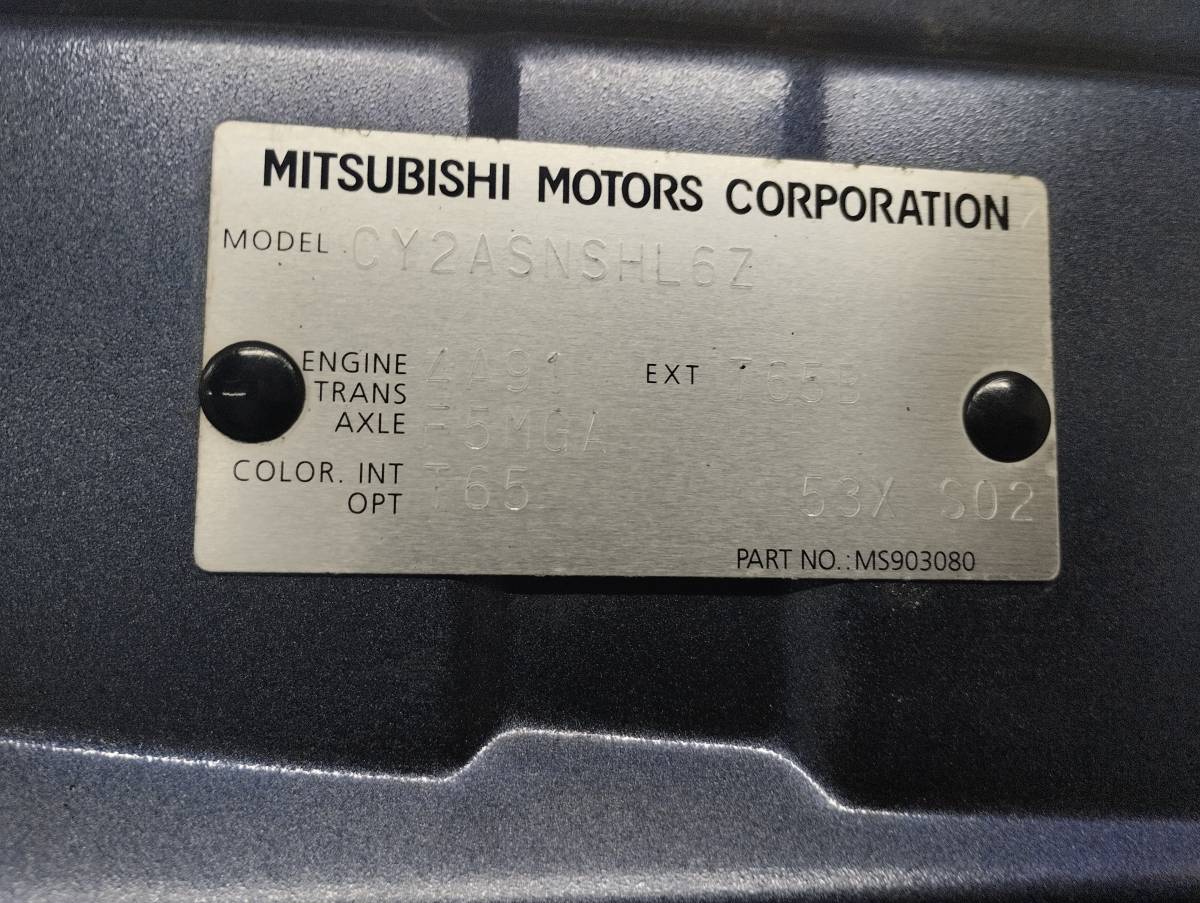 MITSUBISHI MOTORS CORPORATION
MODEL CY2ASNSHL6Z
ENGINE 4A91 EXT T65B
TRANS
AXLE F5MGA
COLOR. INT
OPT T65 53X S02
PART NO.:MS903080